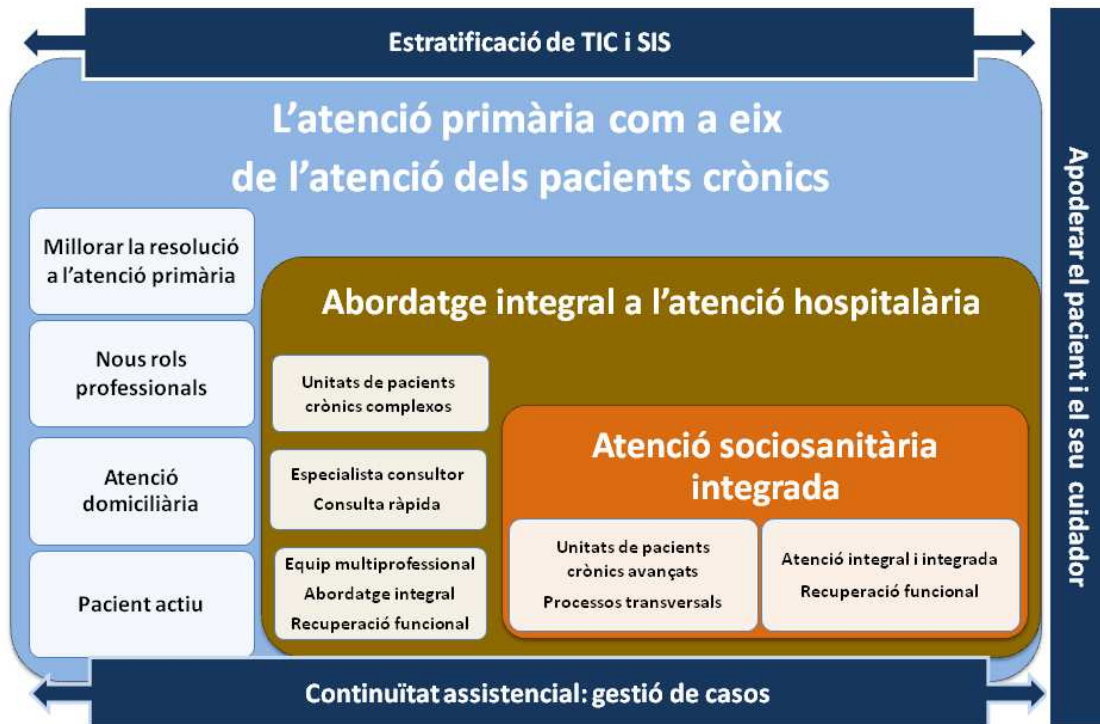 Estratificació de TIC i SIS
L'atenció primària com a eix
de l'atenció dels pacients crònics
Millorar la resolució
a l'atenció primària
Nous rols
professionals
Atenció
domiciliària
Pacient actiu
Abordatge integral a l'atenció hospitalària
Unitats de pacients
crònics complexos
Especialista consultor
Consulta ràpida
Equip multiprofessional
Abordatge integral
Recuperació funcional
Atenció sociosanitària
integrada
Unitats de pacients
crònics avançats
Processos transversals
Atenció integral i integrada
Recuperació funcional
Continuïtat assistencial: gestió de casos
Apoderar el pacient i el seu cuidador